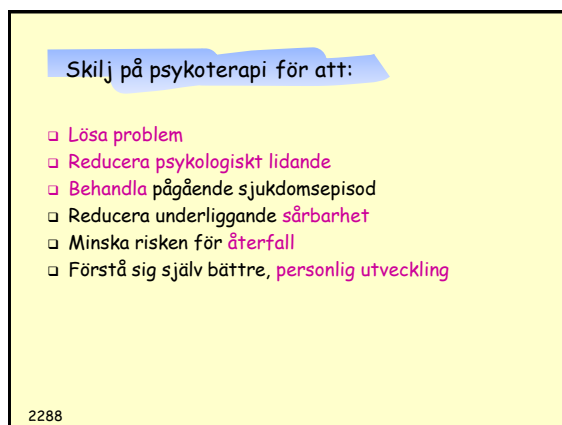 Skilj på psykoterapi för att:
Lösa problem
Reducera psykologiskt lidande
Behandla pågående sjukdomsepisod
Reducera underliggande sårbarhet
Minska risken för återfall
Förstå sig själv bättre, personlig utveckling
2288